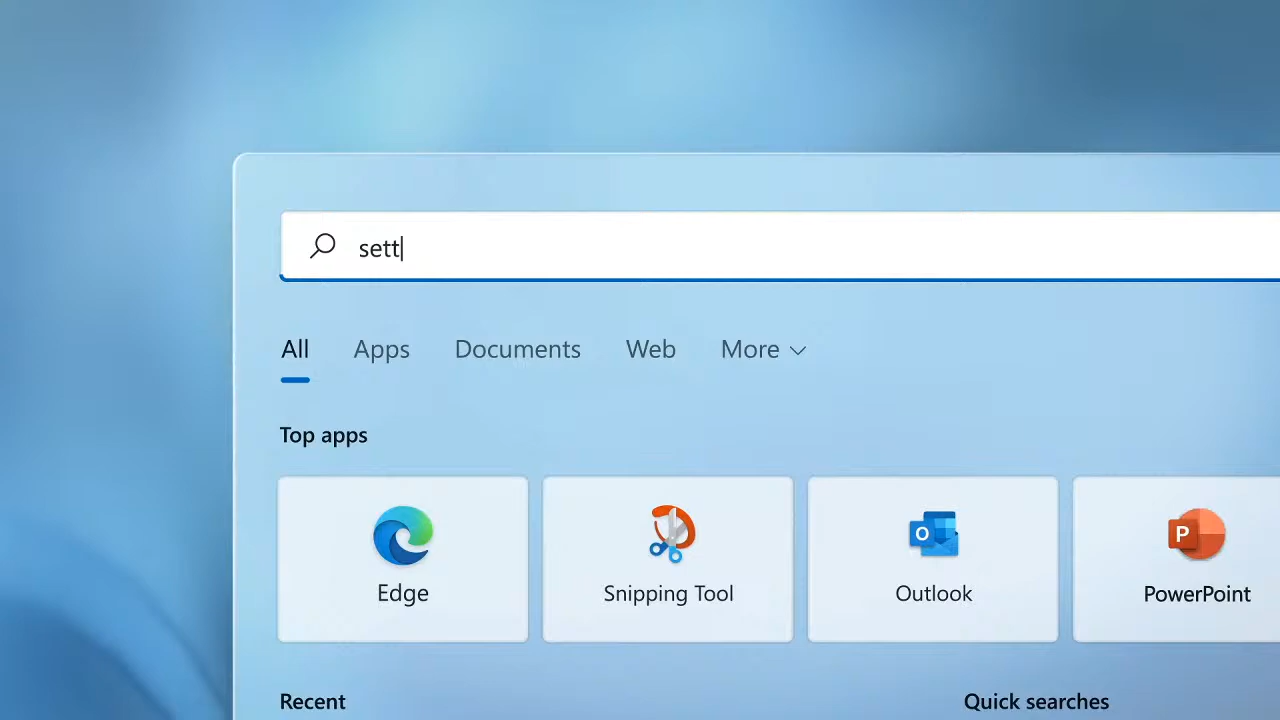 sett
All Apps Documents Web More
Top apps
Edge Snipping Tool Outlook PowerPoint
Recent Quick searches